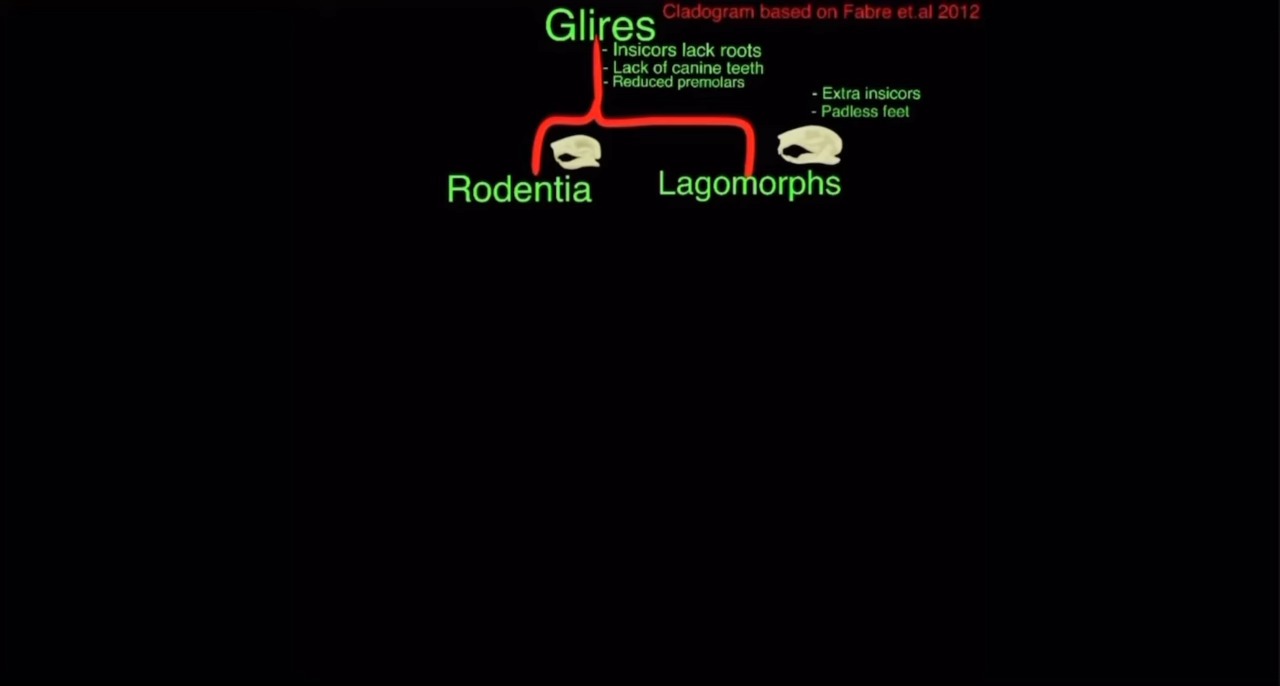 Glires
Cladogram based on Fabre et.al 2012
- Insicors lack roots
- Lack of canine teeth
- Reduced premolars
- Extra insicors
- Padless feet
Rodentia
Lagomorphs